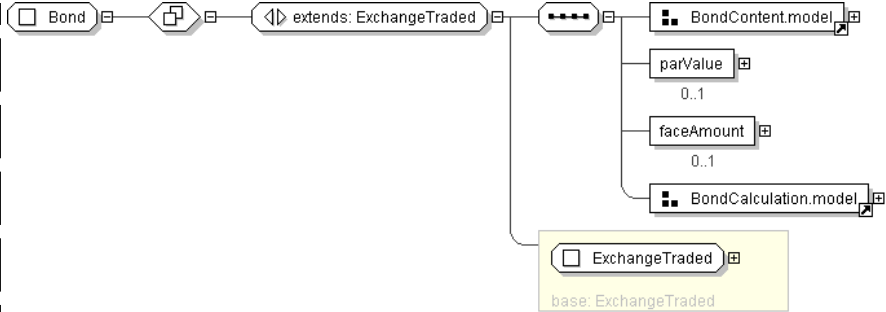 Bond
extends: ExchangeTraded
BondContent.model
parValue
0..1
faceAmount
0..1
BondCalculation.model
ExchangeTraded
base: ExchangeTraded